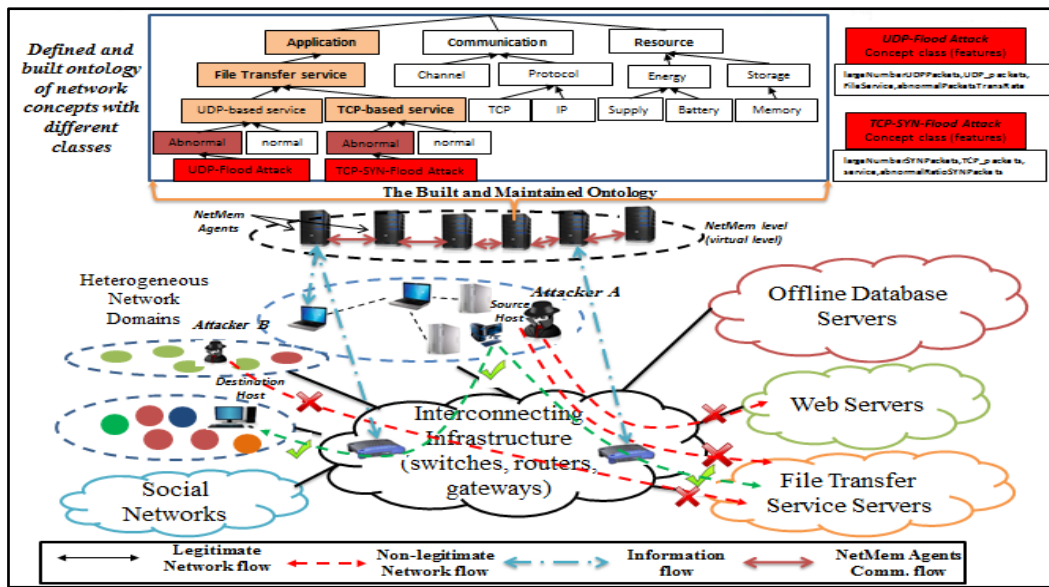 Defined and
built ontology
of network
concepts with
different
classes
Application
Communication
Resource
File Transfer service
Channel
Protocol
Energy
Storage
UDP-based service
TCP-based service
TCP
IP
Supply
Battery
Memory
Abnormal
normal
Abnormal
normal
UDP-Flood Attack
TCP-SYN-Flood Attack
UDP-Flood Attack
Concept class (features)
largeNumberUDPPackets,UDP_packets,
FileService,abnormalPacketsTransRate
TCP-SYN-Flood Attack
Concept class (features)
largeNumberSYNPackets,TCP_packets,
service,abnormalRatioSYNPackets
The Built and Maintained Ontology
NetMem
Agents
NetMem level
(virtual level)
Heterogeneous
Network
Domains
Source
Host
Attacker A
Attacker B
Destination
Host
Offline Database
Servers
Web Servers
Interconnecting
Infrastructure
(switches, routers,
gateways)
File Transfer
Service Servers
Social
Networks
Legitimate
Network flow
Non-legitimate
Network flow
Information
flow
NetMem Agents
Comm. flow